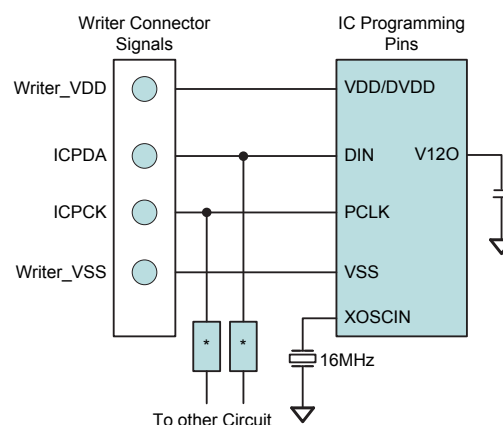 Writer Connector
Signals
IC Programming
Pins
Writer_VDD
VDD/DVDD
ICPDA
DIN
V12O
ICPCK
PCLK
Writer_VSS
VSS
XOSCIN
*
*
16MHz
To other Circuit